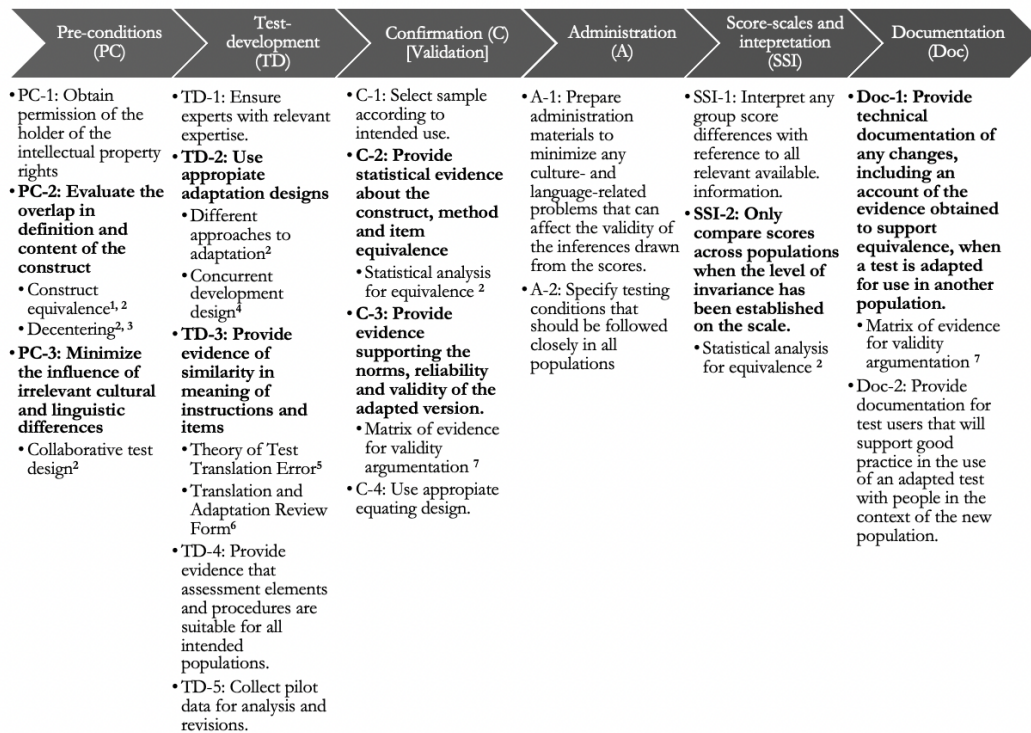 Pre-conditions
(PC)
Test-
development
(TD)
Confirmation (C)
[Validation]
Administration
(A)
Score-scales and
intepretation
(SSI)
Documentation
(Doc)
• PC-1: Obtain
permission of the
holder of the
intellectual property
rights
• PC-2: Evaluate the
overlap in
definition and
content of the
construct
• Construct
equivalence¹, ²
• Decentering², ³
• PC-3: Minimize
the influence of
irrelevant cultural
and linguistic
differences
• Collaborative test
design²
• TD-1: Ensure
experts with relevant
expertise.
• TD-2: Use
appropiate
adaptation designs
• Different
approaches to
adaptation²
• Concurrent
development
design⁴
• TD-3: Provide
evidence of
similarity in
meaning of
instructions and
items
• Theory of Test
Translation Error⁵
• Translation and
Adaptation Review
Form⁶
• TD-4: Provide
evidence that
assessment elements
and procedures are
suitable for all
intended
populations.
• TD-5: Collect pilot
data for analysis and
revisions.
• C-1: Select sample
according to
intended use.
• C-2: Provide
statistical evidence
about the
construct, method
and item
equivalence
• Statistical analysis
for equivalence ²
• C-3: Provide
evidence
supporting the
norms, reliability
and validity of the
adapted version.
• Matrix of evidence
for validity
argumentation ⁷
• C-4: Use appropiate
equating design.
• A-1: Prepare
administration
materials to
minimize any
culture- and
language-related
problems that can
affect the validity of
the inferences drawn
from the scores.
• A-2: Specify testing
conditions that
should be followed
closely in all
populations
• SSI-1: Interpret any
group score
differences with
reference to all
relevant available.
information.
• SSI-2: Only
compare scores
across populations
when the level of
invariance has
been established
on the scale.
• Statistical analysis
for equivalence ²
• Doc-1: Provide
technical
documentation of
any changes,
including an
account of the
evidence obtained
to support
equivalence, when
a test is adapted
for use in another
population.
• Matrix of evidence
for validity
argumentation ⁷
• Doc-2: Provide
documentation for
test users that will
support good
practice in the use
of an adapted test
with people in the
context of the new
population.